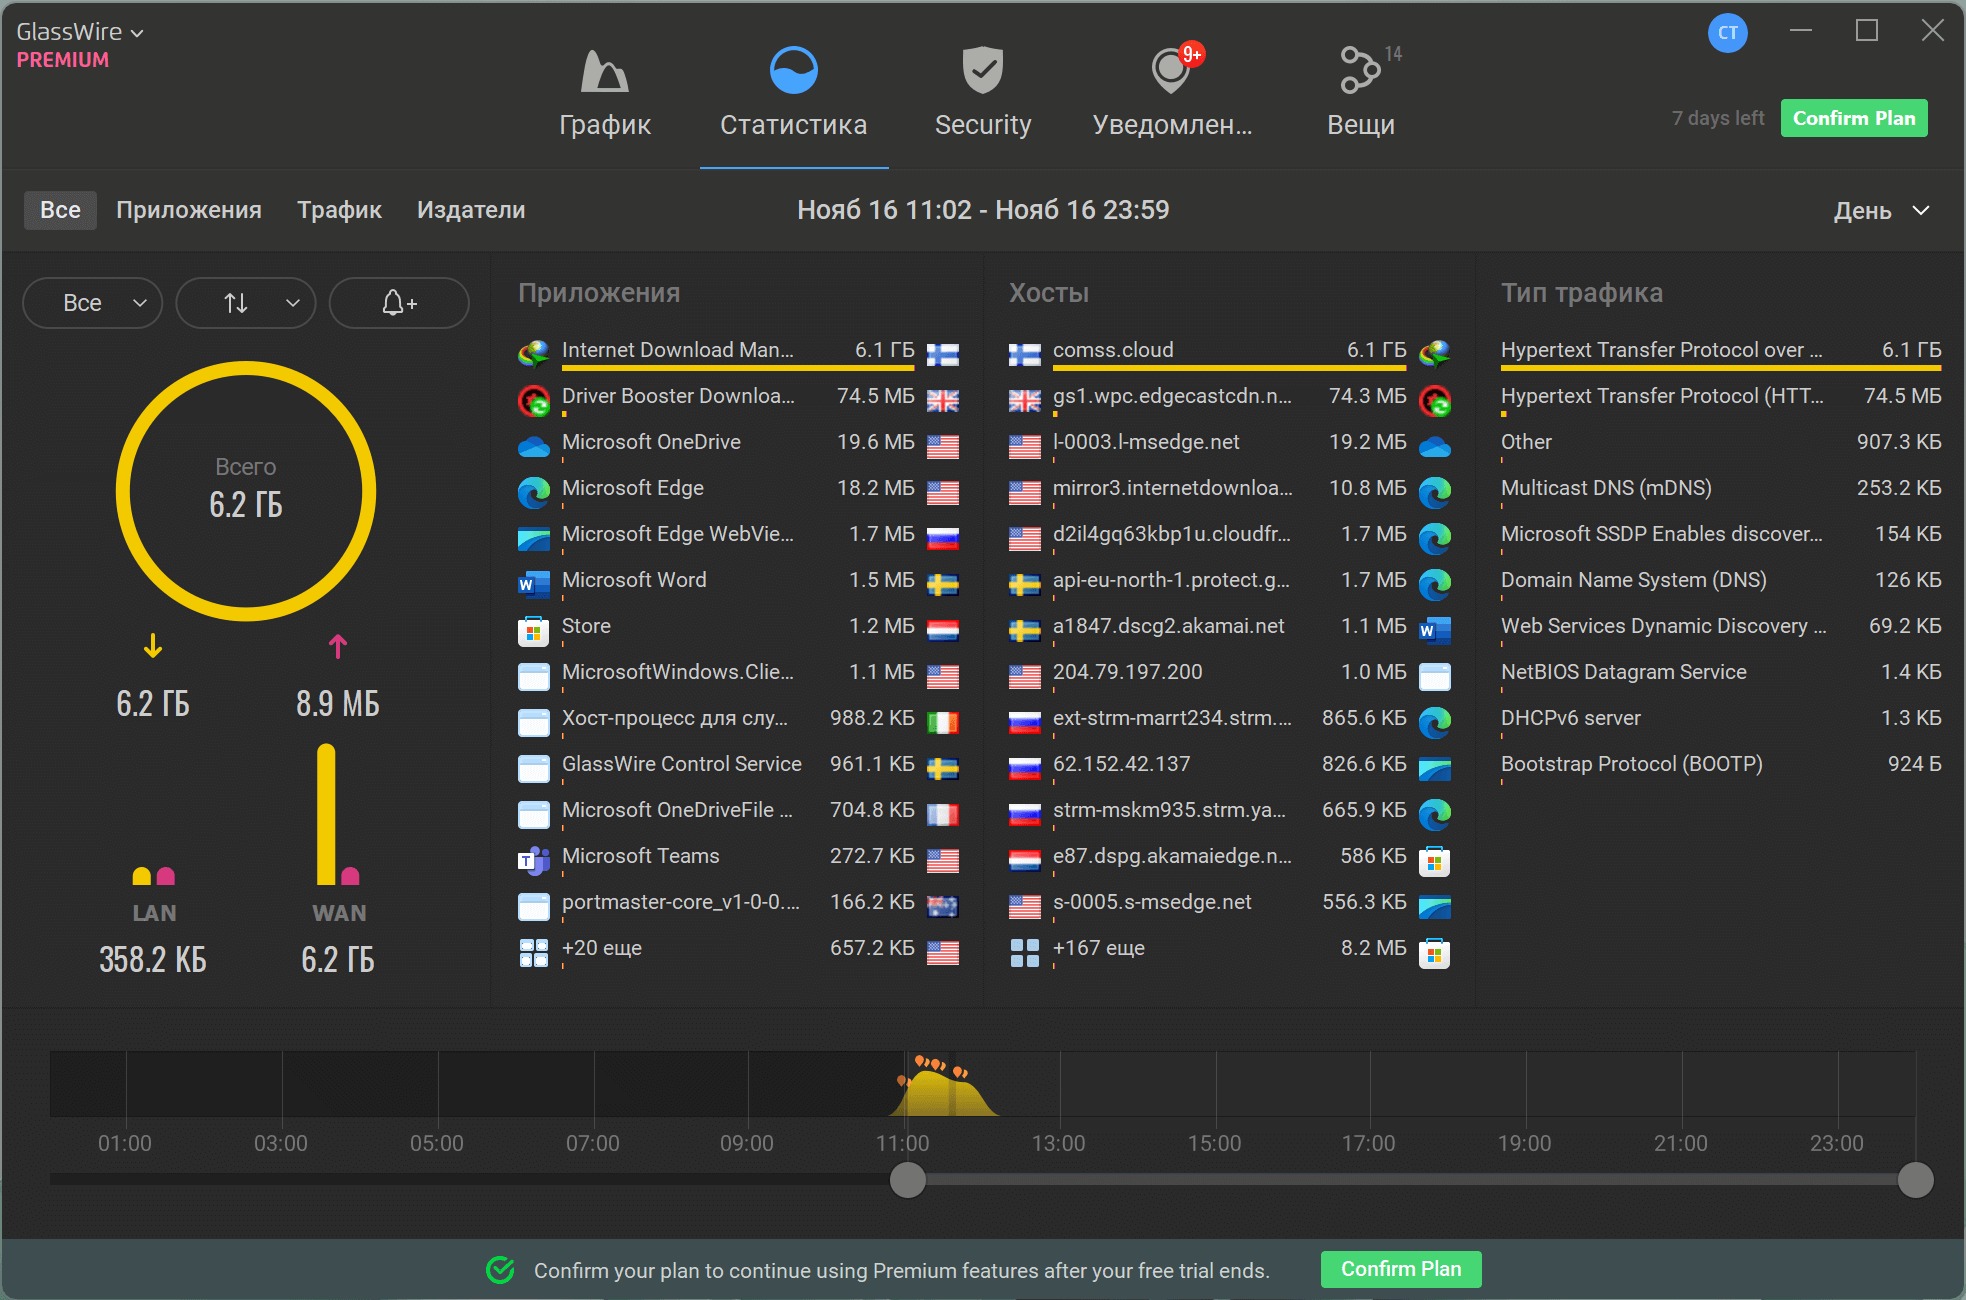 GlassWire
PREMIUM
CT
График
Статистика
Security
9+
Уведомлен...
14
Вещи
7 days left
Confirm Plan
Все
Приложения
Трафик
Издатели
Нояб 16 11:02 - Нояб 16 23:59
День
Все
Всего
6.2 ГБ
6.2 ГБ
8.9 МБ
LAN
358.2 КБ
WAN
6.2 ГБ
Приложения
Internet Download Man... 6.1 ГБ
Driver Booster Downloa... 74.5 МБ
Microsoft OneDrive 19.6 МБ
Microsoft Edge 18.2 МБ
Microsoft Edge WebVie... 1.7 МБ
Microsoft Word 1.5 МБ
Store 1.2 МБ
MicrosoftWindows.Clie... 1.1 МБ
Хост-процесс для слу... 988.2 КБ
GlassWire Control Service 961.1 КБ
Microsoft OneDriveFile ... 704.8 КБ
Microsoft Teams 272.7 КБ
portmaster-core_v1-0-0.... 166.2 КБ
+20 еще 657.2 КБ
Хосты
comss.cloud 6.1 ГБ
gs1.wpc.edgecastcdn.n... 74.3 МБ
l-0003.l-msedge.net 19.2 МБ
mirror3.internetdownloa... 10.8 МБ
d2il4gq63kbp1u.cloudfr... 1.7 МБ
api-eu-north-1.protect.g... 1.7 МБ
a1847.dscg2.akamai.net 1.1 МБ
204.79.197.200 1.0 МБ
ext-strm-marrt234.strm.... 865.6 КБ
62.152.42.137 826.6 КБ
strm-mskm935.strm.ya... 665.9 КБ
e87.dspg.akamaiedge.n... 586 КБ
s-0005.s-msedge.net 556.3 КБ
+167 еще 8.2 МБ
Тип трафика
Hypertext Transfer Protocol over ... 6.1 ГБ
Hypertext Transfer Protocol (HTT... 74.5 МБ
Other 907.3 КБ
Multicast DNS (mDNS) 253.2 КБ
Microsoft SSDP Enables discover... 154 КБ
Domain Name System (DNS) 126 КБ
Web Services Dynamic Discovery ... 69.2 КБ
NetBIOS Datagram Service 1.4 КБ
DHCPv6 server 1.3 КБ
Bootstrap Protocol (BOOTP) 924 Б
01:00 03:00 05:00 07:00 09:00 11:00 13:00 15:00 17:00 19:00 21:00 23:00
Confirm your plan to continue using Premium features after your free trial ends.
Confirm Plan